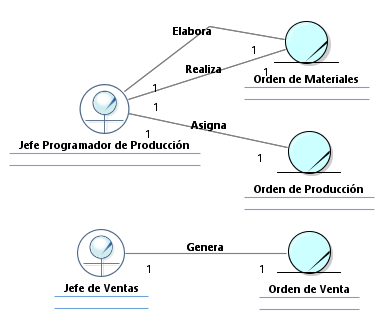 Elabora
1
Realiza
1
Orden de Materiales
1
1
Jefe Programador de Producción
1
Asigna
1
Orden de Producción
Genera
1
1
Jefe de Ventas
Orden de Venta